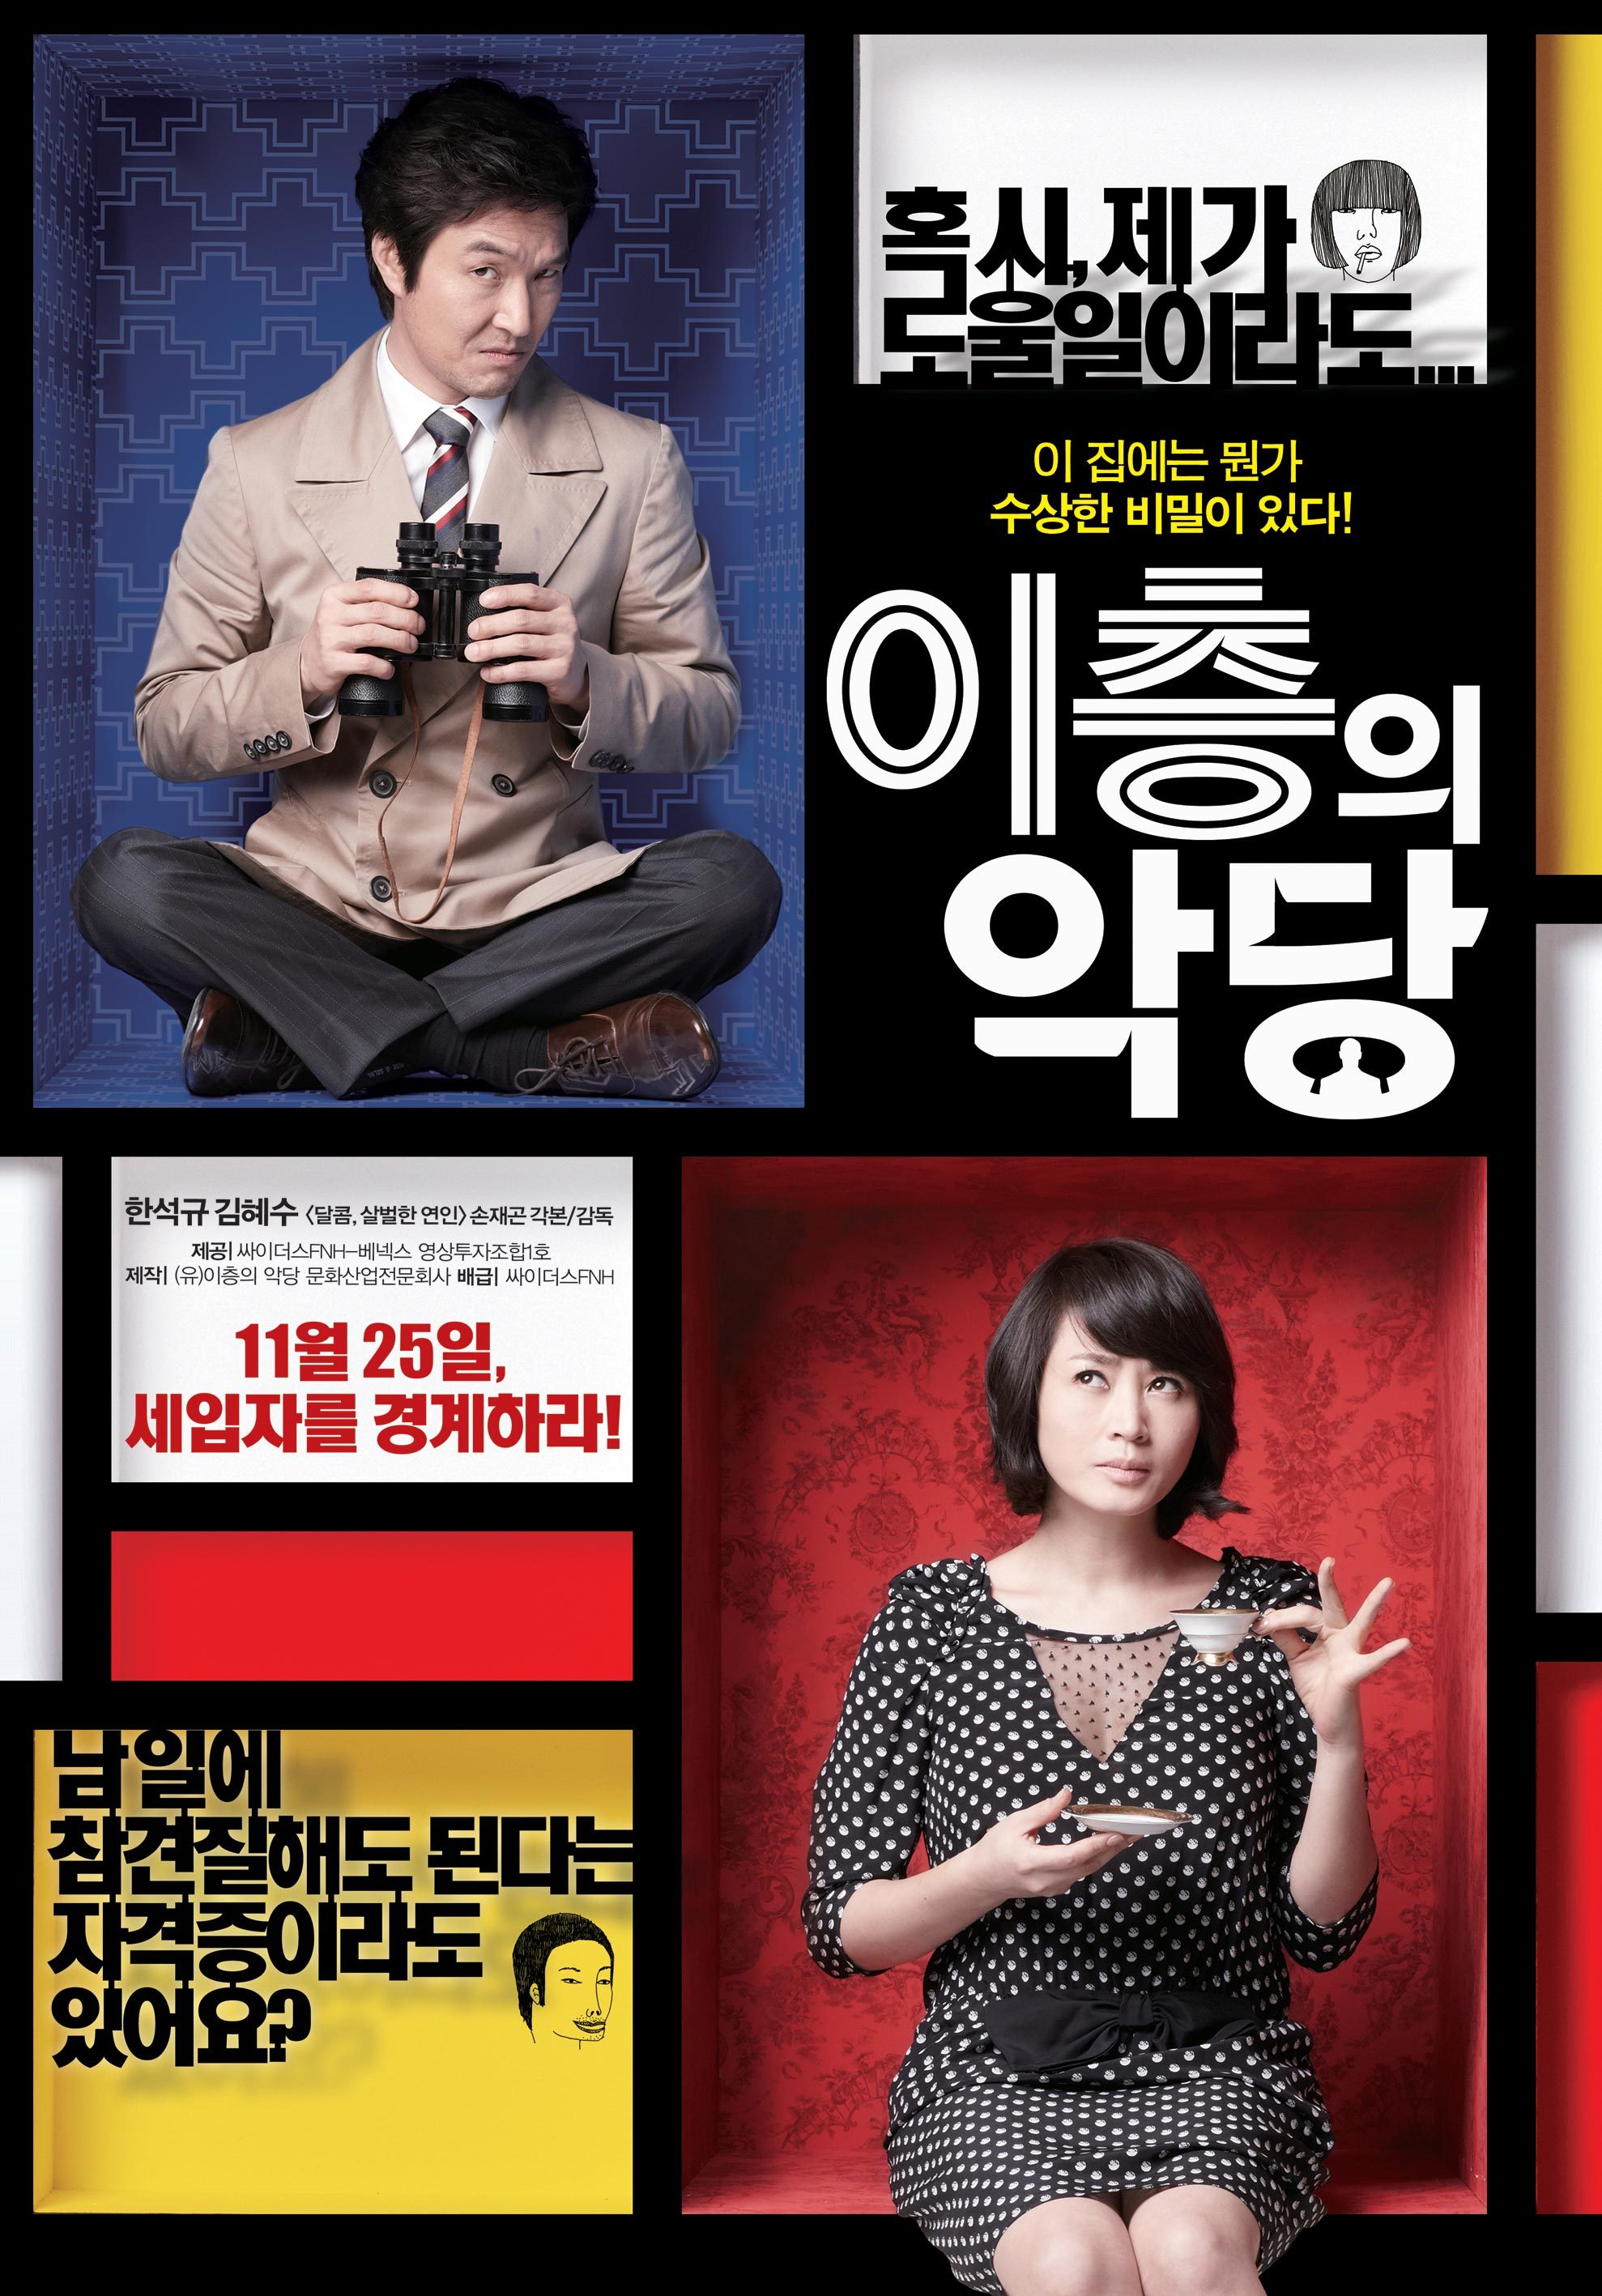 혹시, 제가
도울일이라도...
이 집에는 뭔가
수상한 비밀이 있다!
이층의
악당
한석규 김혜수 〈달콤, 살벌한 연인〉 손재곤 각본/감독
제공| 싸이더스FNH-베넥스 영상투자조합1호
제작| (유)이층의 악당 문화산업전문회사 배급| 싸이더스FNH
11월 25일,
세입자를 경계하라!
남 일에
참견질해도 된다는
자격증이라도
있어요?